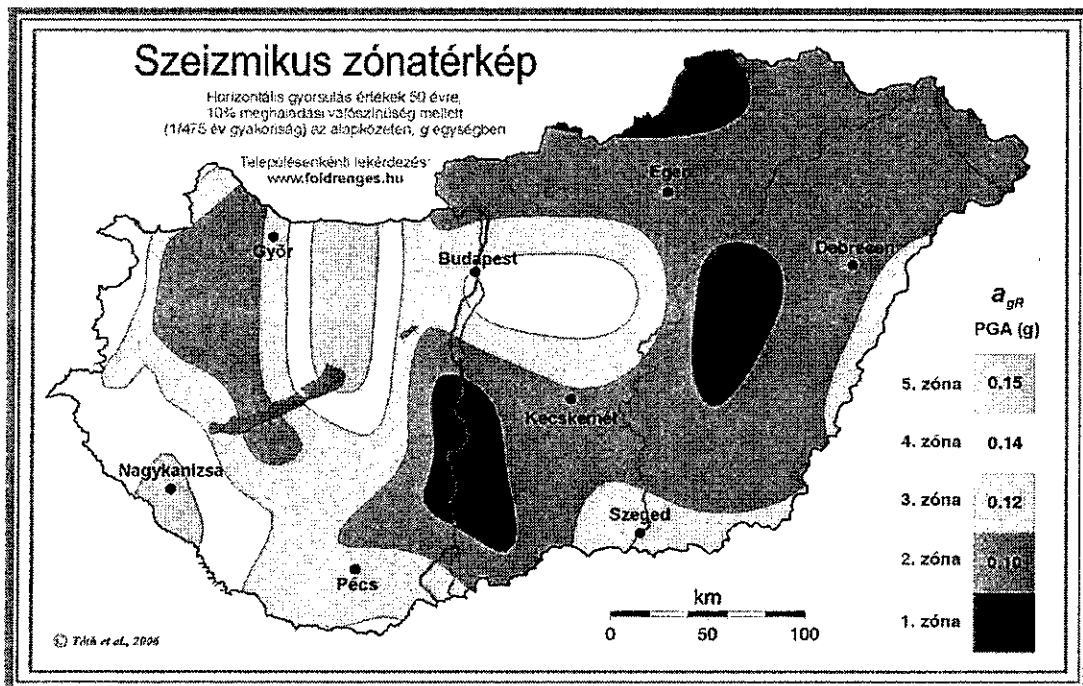 Szeizmikus zónatérkép
Horizontális gyorsulás értékek 50 évre,
10% meghaladási valószínűség mellett
(1/475 év gyakoriság) az alapkőzeten, g egységben
Településenkénti lekérdezés:
www.foldrenges.hu
Eger
Győr
Budapest
Debrecen
a_gR
PGA (g)
5. zóna 0.15
Kecskemét
4. zóna 0.14
Nagykanizsa
3. zóna 0.12
Szeged
2. zóna 0.10
Pécs
km
1. zóna
0 50 100
© Tóth et al., 2006